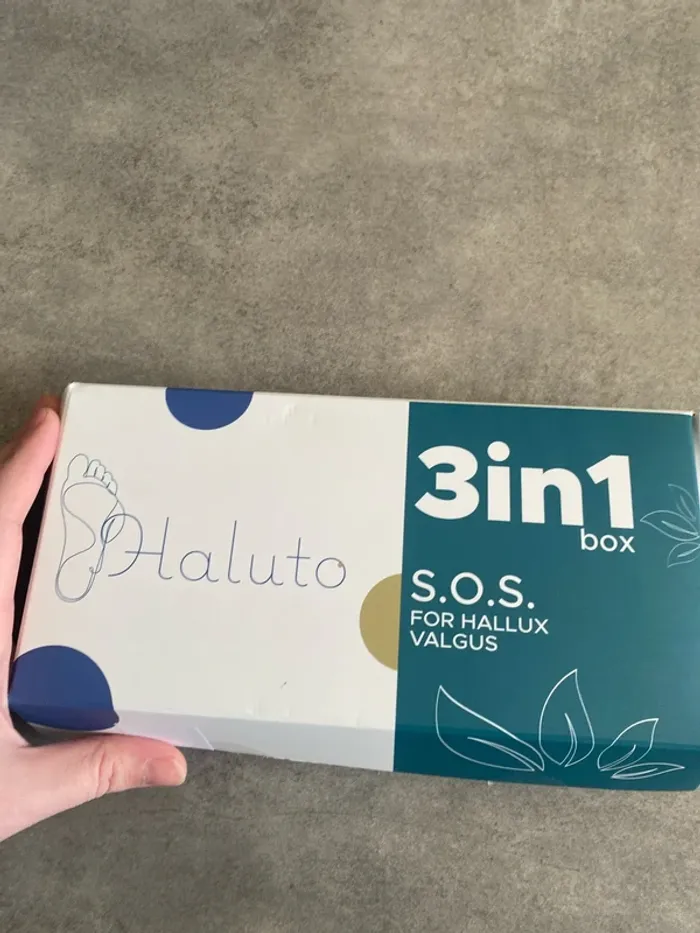 Haluto
3in1
box
S.O.S.
FOR HALLUX
VALGUS